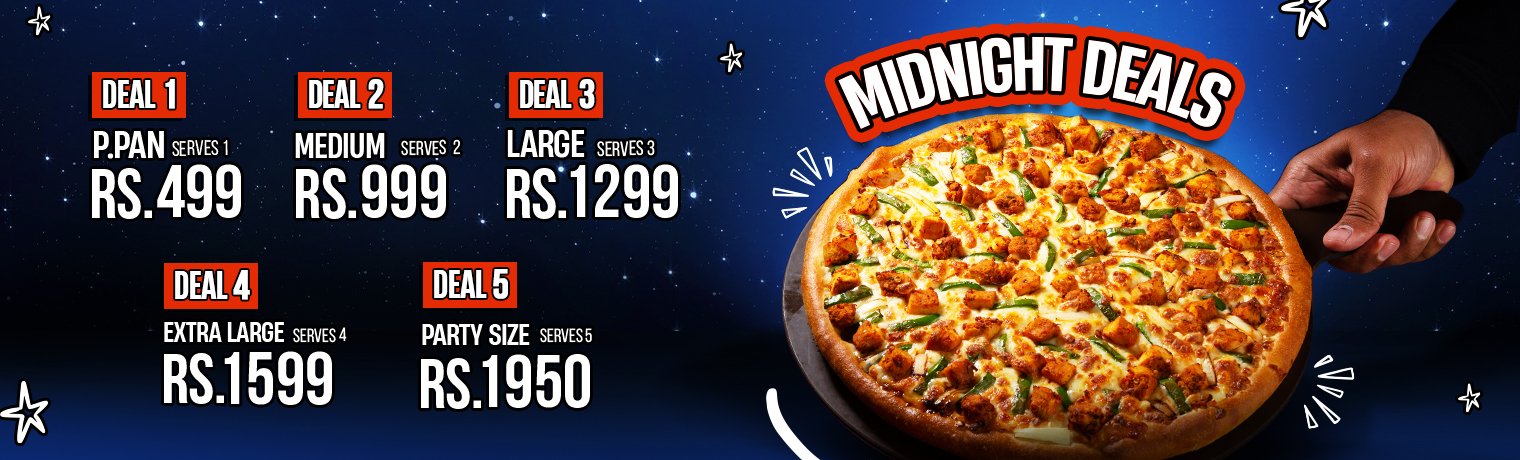 MIDNIGHT DEALS
DEAL 1
P.PAN SERVES 1
RS.499
DEAL 2
MEDIUM SERVES 2
RS.999
DEAL 3
LARGE SERVES 3
RS.1299
DEAL 4
EXTRA LARGE SERVES 4
RS.1599
DEAL 5
PARTY SIZE SERVES 5
RS.1950